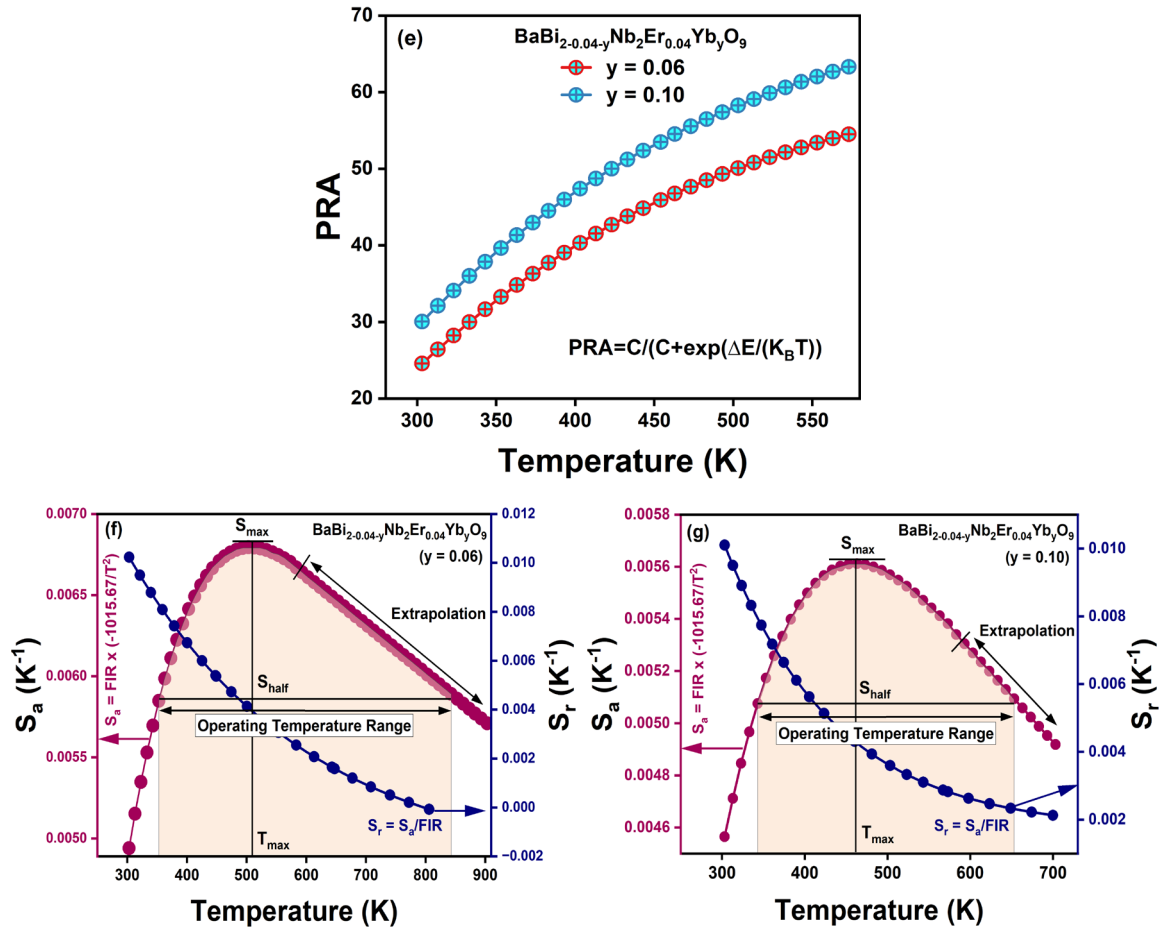 (e)
BaBi2-0.04-yNb2Er0.04YbyO9
y = 0.06
y = 0.10
PRA
70
60
50
40
30
20
PRA=C/(C+exp(ΔE/(KBT))
300 350 400 450 500 550
Temperature (K)
(f)
BaBi2-0.04-yNb2Er0.04YbyO9
(y = 0.06)
Smax
Sa (K-1)
0.0070
0.0065
0.0060
0.0055
0.0050
Sa = FIR x (-1015.67/T2)
Extrapolation
Shalf
Operating Temperature Range
Sr = Sa/FIR
Tmax
Sr (K-1)
0.012
0.010
0.008
0.006
0.004
0.002
0.000
−0.002
300 400 500 600 700 800 900
Temperature (K)
(g)
BaBi2-0.04-yNb2Er0.04YbyO9
(y = 0.10)
Smax
Sa (K-1)
0.0058
0.0056
0.0054
0.0052
0.0050
0.0048
0.0046
Sa = FIR x (-1015.67/T2)
Extrapolation
Shalf
Operating Temperature Range
Sr = Sa/FIR
Tmax
Sr (K-1)
0.010
0.008
0.006
0.004
0.002
300 400 500 600 700
Temperature (K)